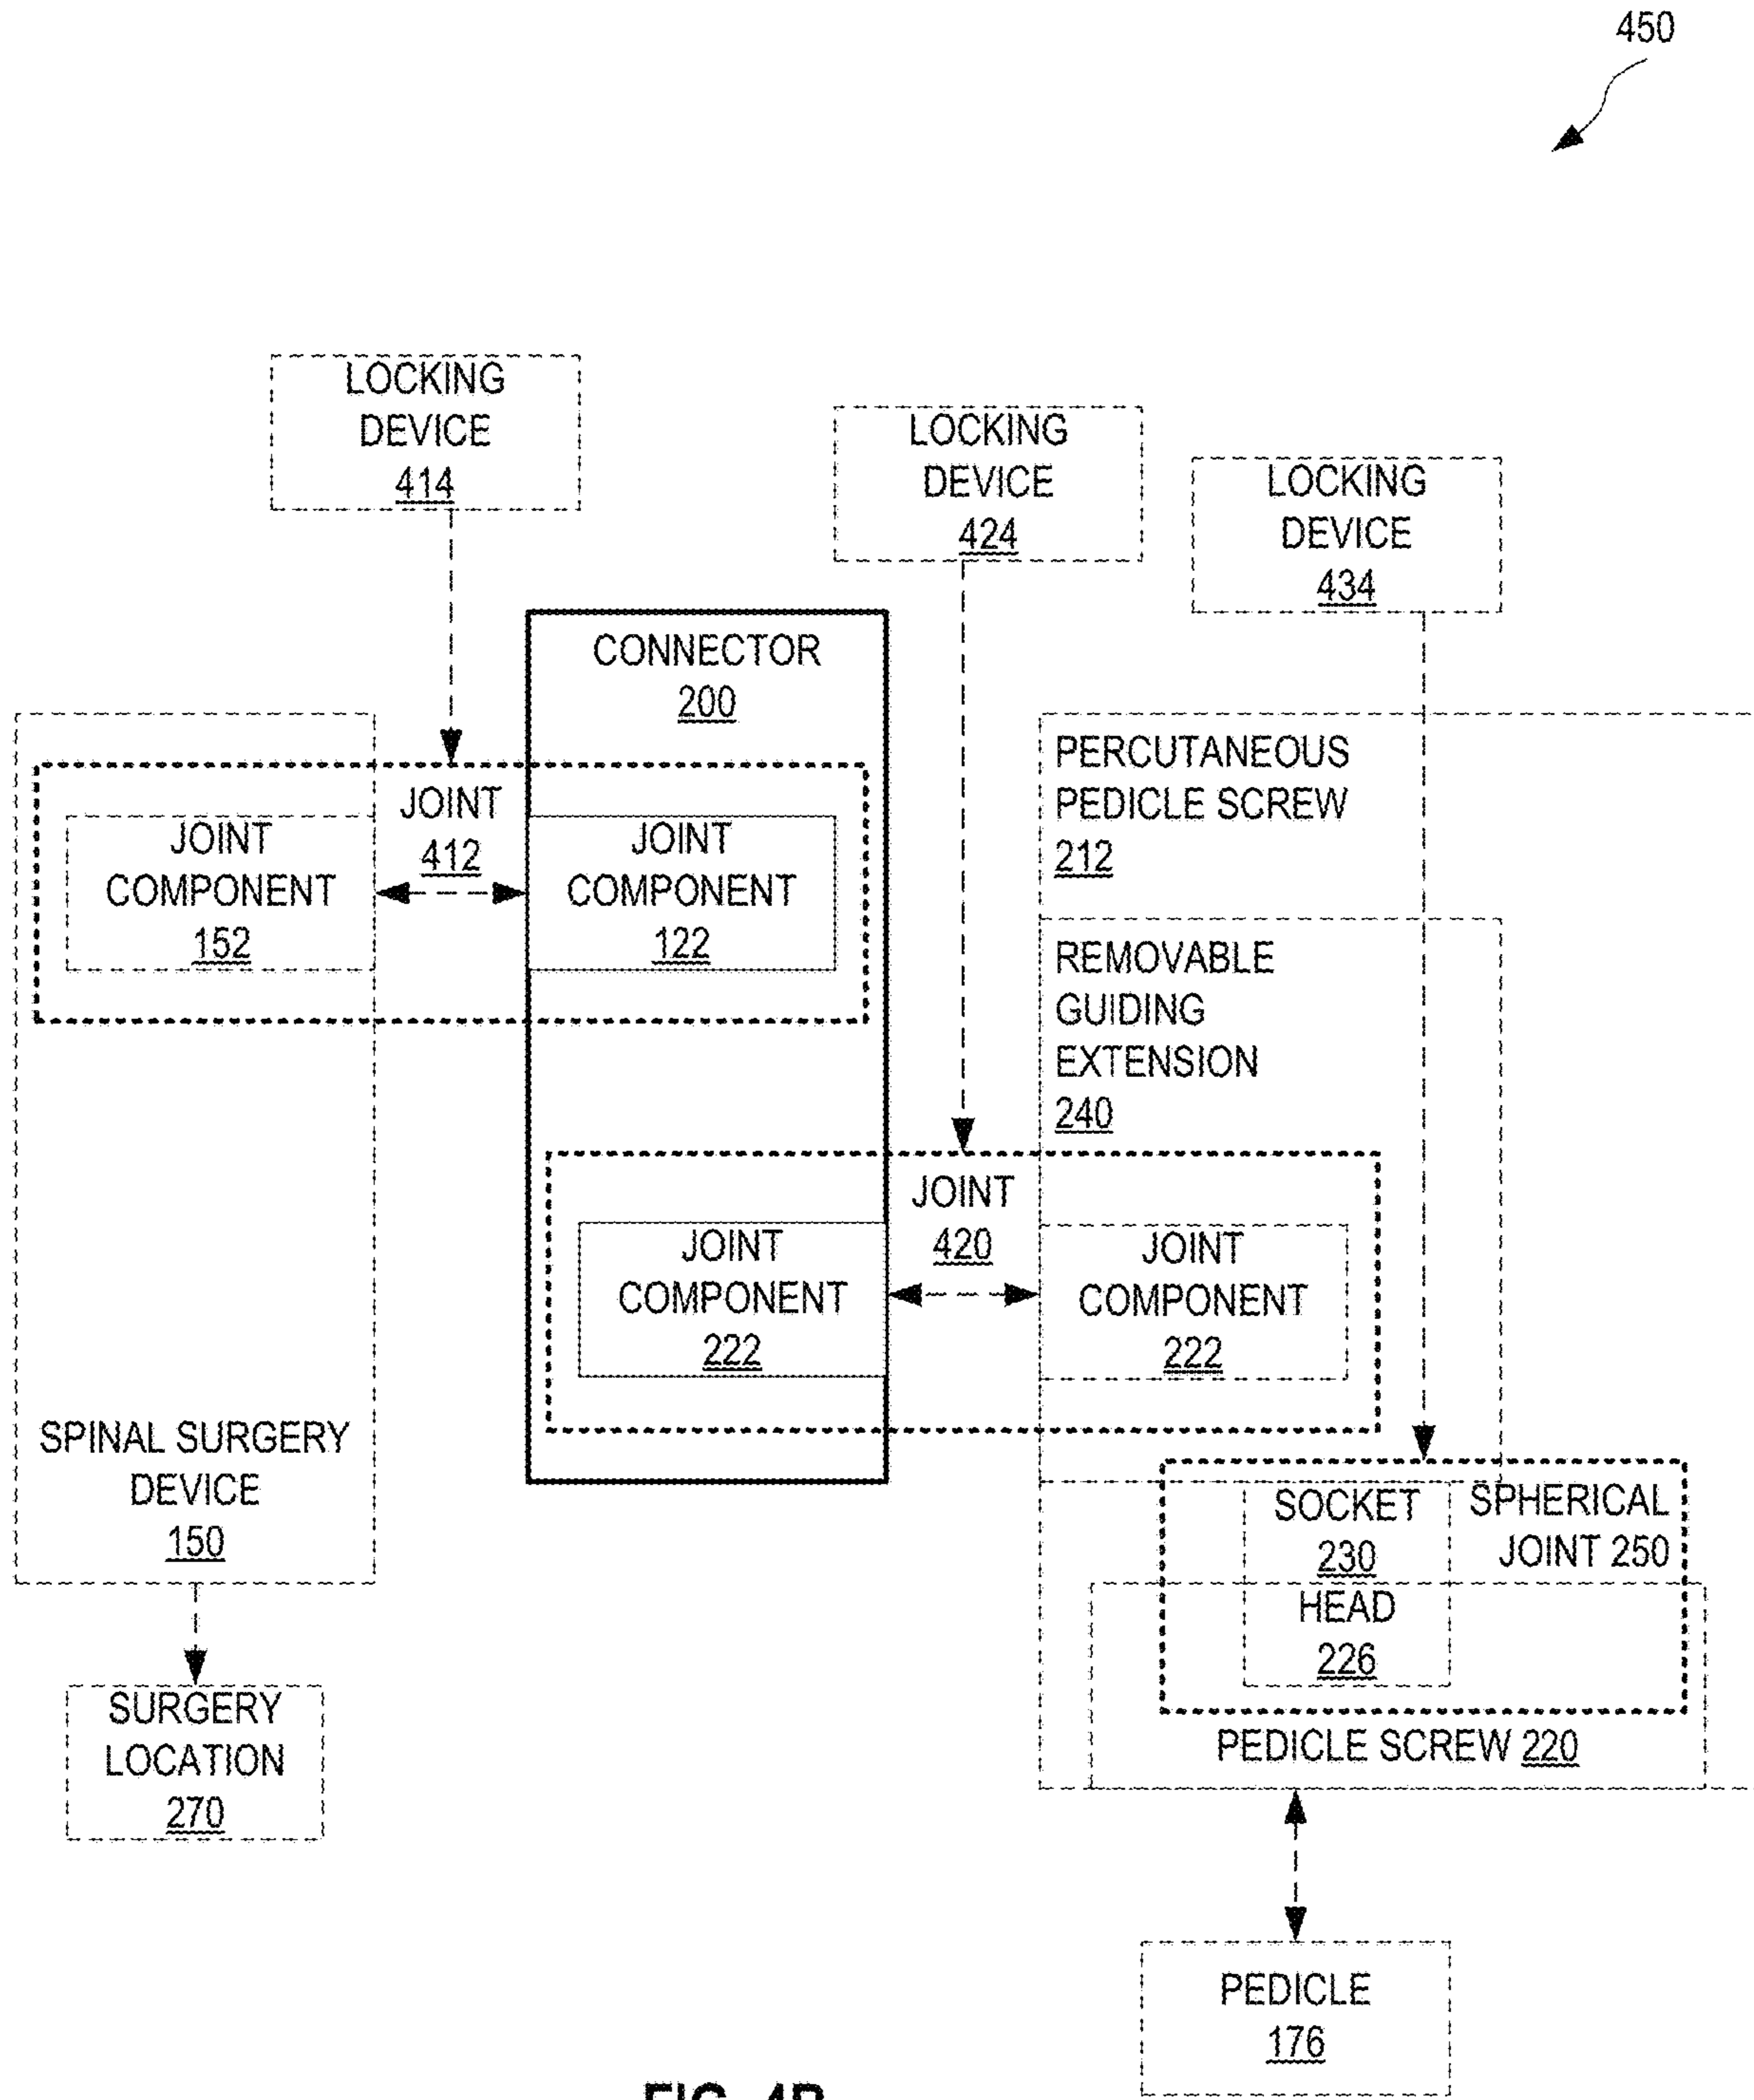 450
LOCKING
DEVICE
414
LOCKING
DEVICE
424
LOCKING
DEVICE
434
CONNECTOR
200
JOINT
412
JOINT
COMPONENT
152
JOINT
COMPONENT
122
PERCUTANEOUS
PEDICLE SCREW
212
REMOVABLE
GUIDING
EXTENSION
240
JOINT
420
JOINT
COMPONENT
222
JOINT
COMPONENT
222
SPINAL SURGERY
DEVICE
150
SOCKET
230
SPHERICAL
JOINT 250
HEAD
226
PEDICLE SCREW 220
SURGERY
LOCATION
270
PEDICLE
176
FIG. 4B